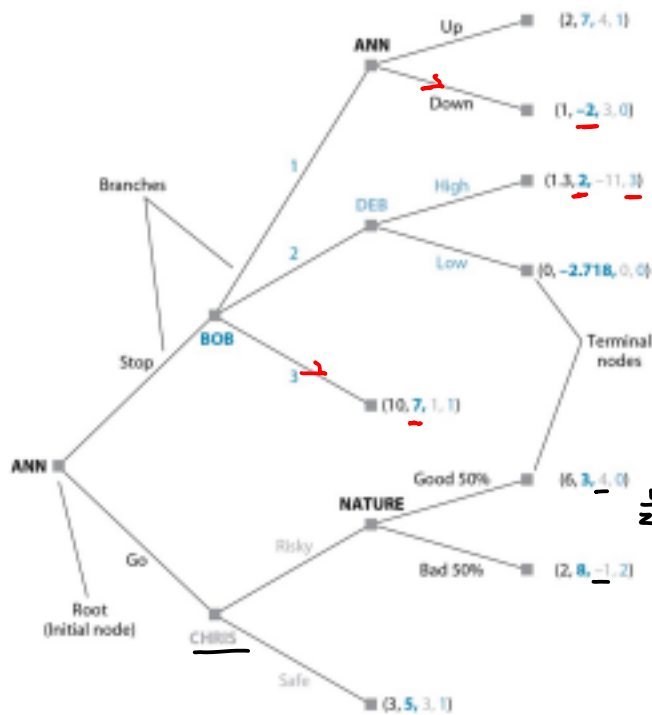 ANN
Up
(2, 7, 4, 1)
Down
(1, −2, 3, 0)
1
Branches
High
(1.3, 2, −11, 3)
DEB
2
Low
(0, −2.718, 0, 0)
BOB
Stop
Terminal
nodes
3
(10, 7, 1, 1)
ANN
Good 50%
(6, 3, 4, 0)
NATURE
Risky
Go
Bad 50%
(2, 8, −1, 2)
Root
(Initial node)
CHRIS
Safe
(3, 5, 3, 1)